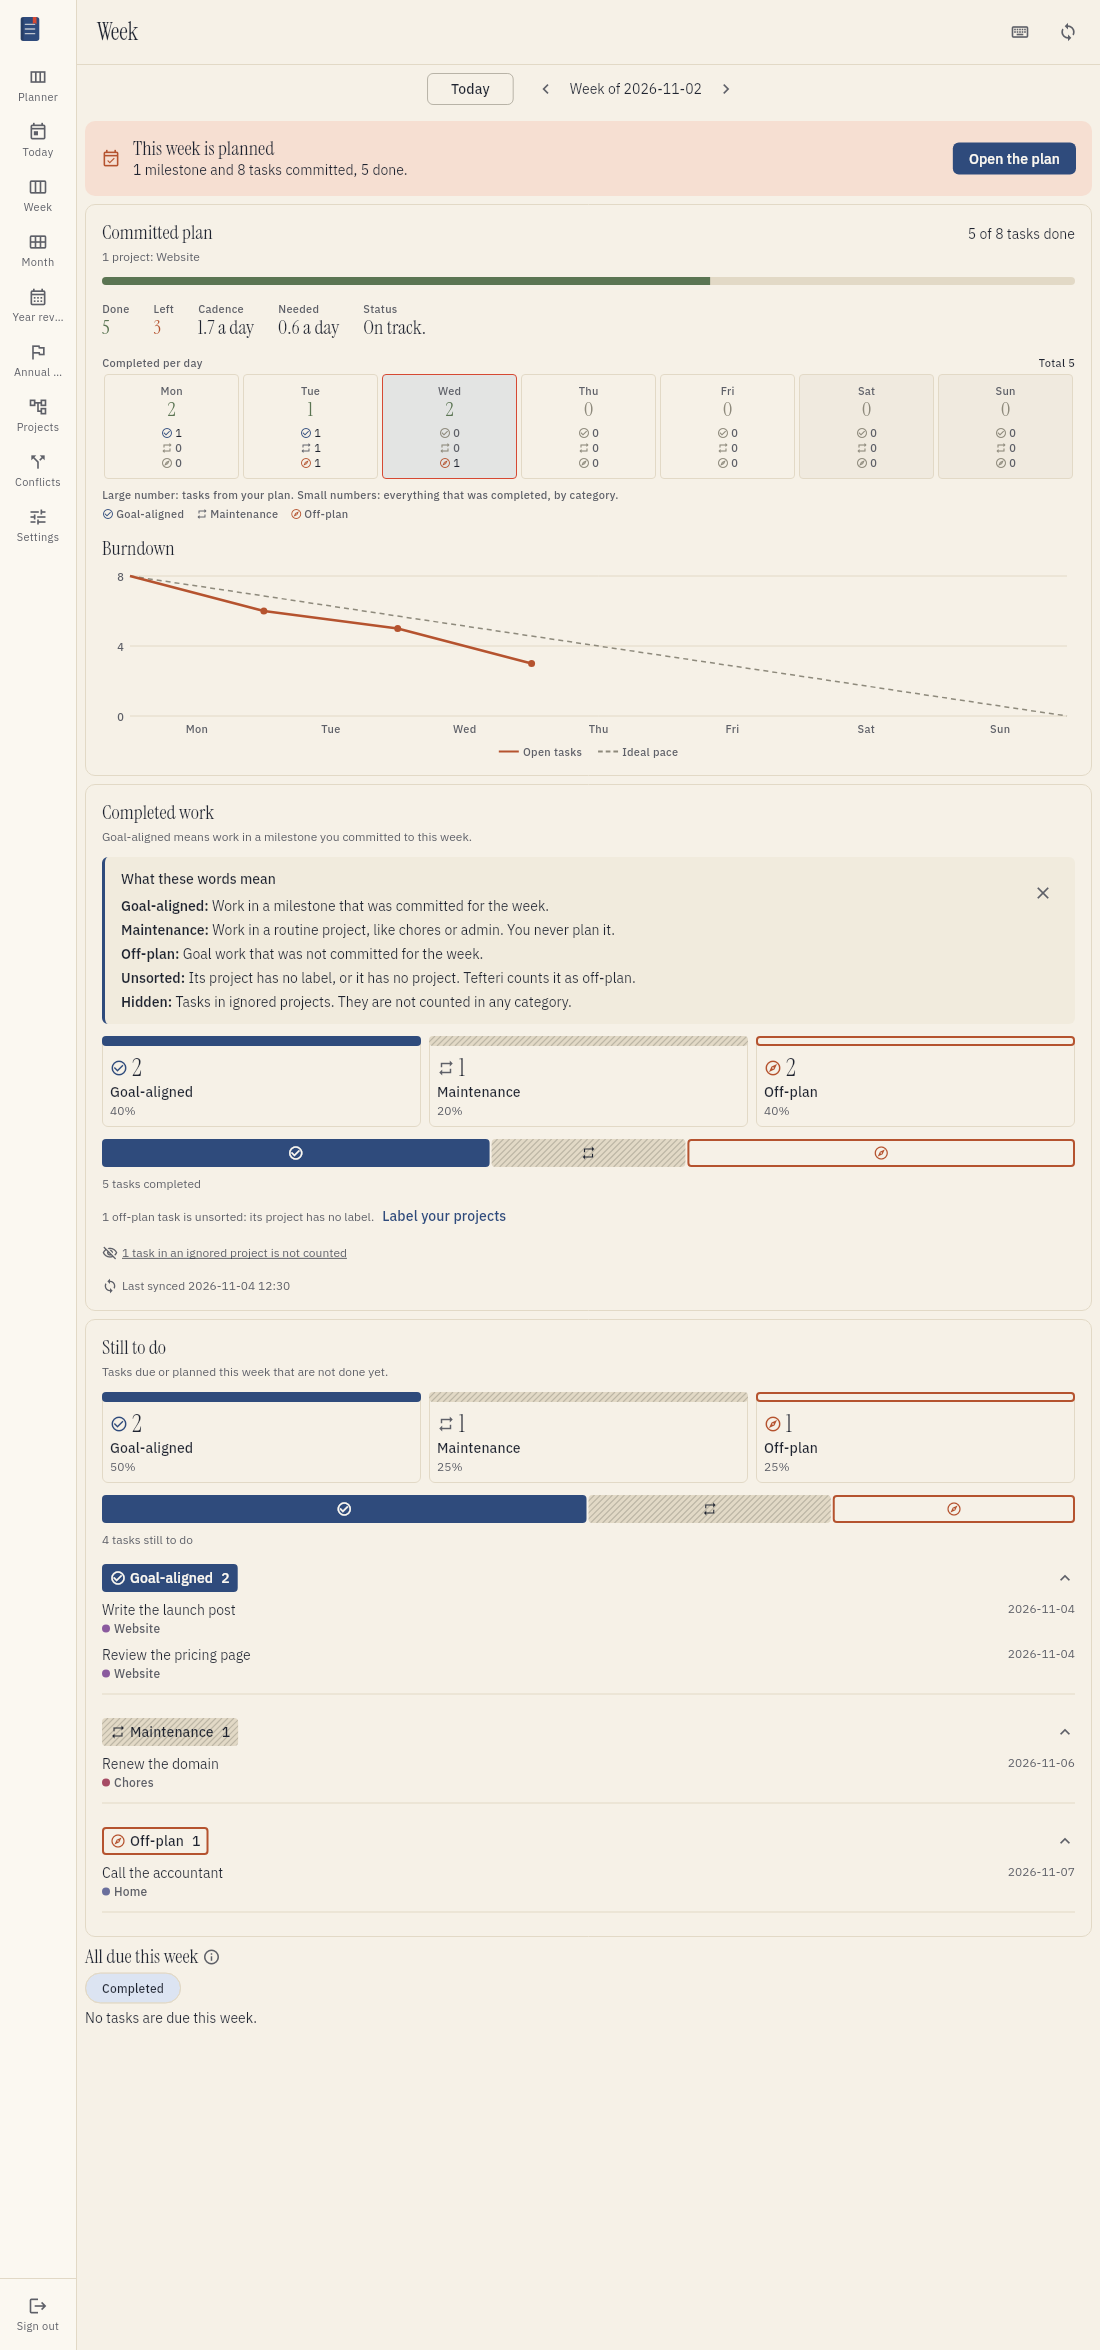 Week
Planner
Today
Week
Month
Year rev...
Annual ...
Projects
Conflicts
Settings
Sign out
Today
Week of 2026-11-02
This week is planned
1 milestone and 8 tasks committed, 5 done.
Open the plan
Committed plan
5 of 8 tasks done
1 project: Website
Done Left Cadence Needed Status
5 3 1.7 a day 0.6 a day On track.
Completed per day
Total 5
Mon Tue Wed Thu Fri Sat Sun
2 1 2 0 0 0 0
1 1 0 0 0 0 0
0 1 0 0 0 0 0
0 1 1 0 0 0 0
Large number: tasks from your plan. Small numbers: everything that was completed, by category.
Goal-aligned Maintenance Off-plan
Burndown
8
4
0
Mon Tue Wed Thu Fri Sat Sun
Open tasks Ideal pace
Completed work
Goal-aligned means work in a milestone you committed to this week.
What these words mean
Goal-aligned: Work in a milestone that was committed for the week.
Maintenance: Work in a routine project, like chores or admin. You never plan it.
Off-plan: Goal work that was not committed for the week.
Unsorted: Its project has no label, or it has no project. Tefteri counts it as off-plan.
Hidden: Tasks in ignored projects. They are not counted in any category.
2
Goal-aligned
40%
1
Maintenance
20%
2
Off-plan
40%
5 tasks completed
1 off-plan task is unsorted: its project has no label. Label your projects
1 task in an ignored project is not counted
Last synced 2026-11-04 12:30
Still to do
Tasks due or planned this week that are not done yet.
2
Goal-aligned
50%
1
Maintenance
25%
1
Off-plan
25%
4 tasks still to do
Goal-aligned 2
Write the launch post 2026-11-04
Website
Review the pricing page 2026-11-04
Website
Maintenance 1
Renew the domain 2026-11-06
Chores
Off-plan 1
Call the accountant 2026-11-07
Home
All due this week
Completed
No tasks are due this week.